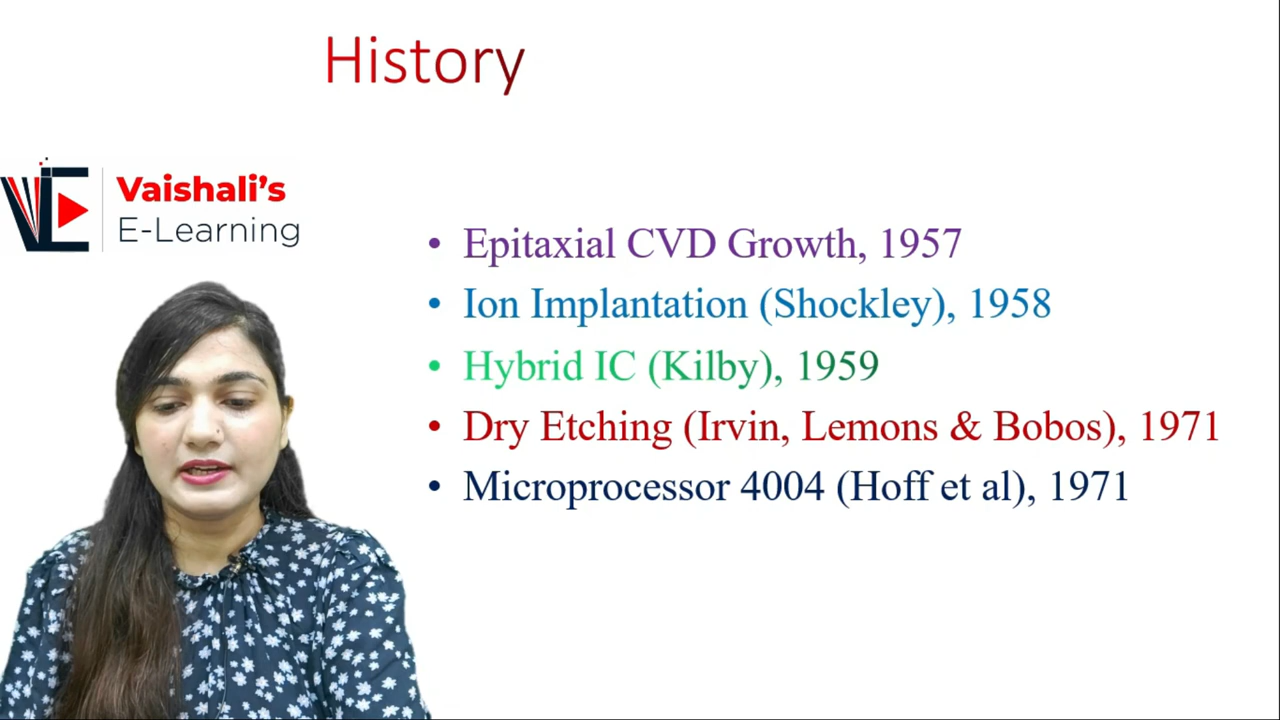 History
Vaishali's
E-Learning
• Epitaxial CVD Growth, 1957
• Ion Implantation (Shockley), 1958
• Hybrid IC (Kilby), 1959
• Dry Etching (Irvin, Lemons & Bobos), 1971
• Microprocessor 4004 (Hoff et al), 1971